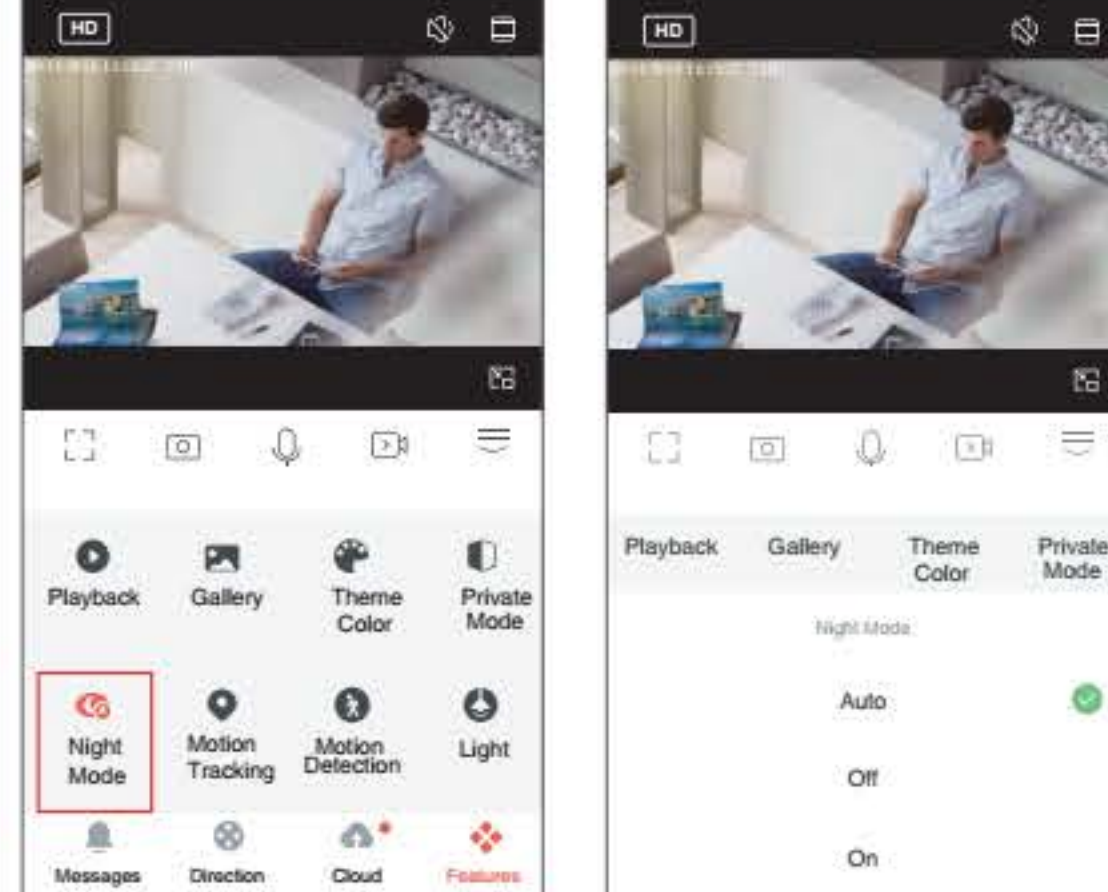 HD
Playback
Gallery
Theme
Color
Private
Mode
Night
Mode
Motion
Tracking
Motion
Detection
Light
Messages
Direction
Cloud
Features
HD
Playback
Gallery
Theme
Color
Private
Mode
Night Mode
Auto
Off
On